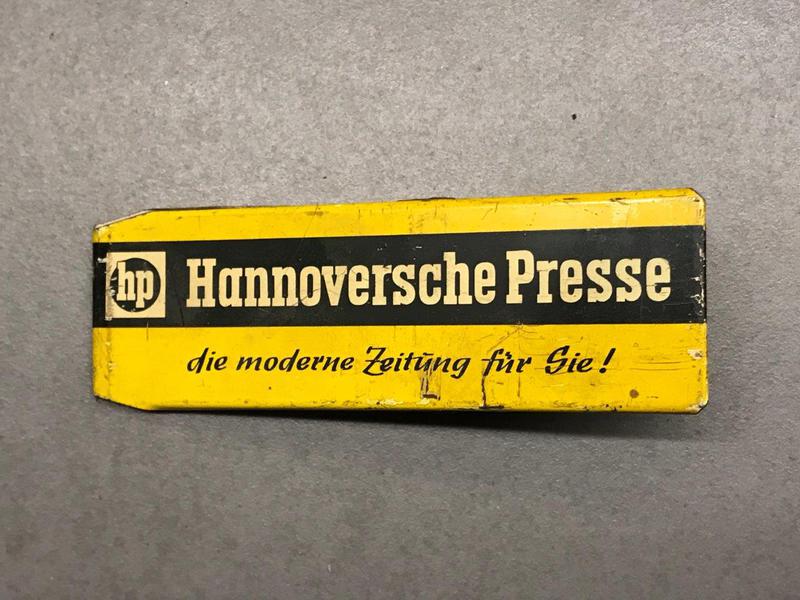 hp Hannoversche Presse
die moderne Zeitung für Sie!